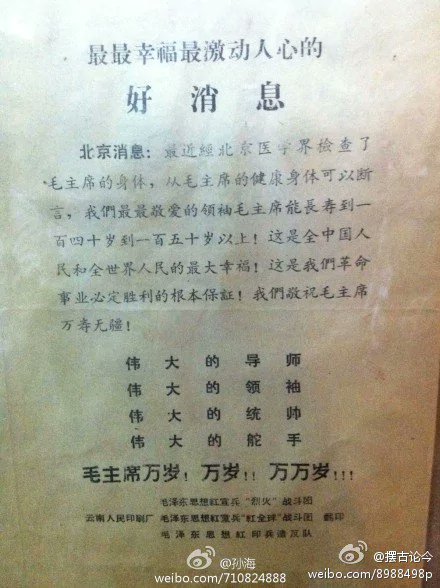 最最幸福最激动人心的
好消息
北京消息：最近經北京医学界檢查了
毛主席的身体，从毛主席的健康身体可以断
言，我們最最敬爱的领袖毛主席能長寿到一
百四十岁到一百五十岁以上！这是全中国人
民和全世界人民的最大幸福！这是我們革命
事业必定胜利的根本保証！我們敬祝毛主席
万寿无疆！
伟大的导师
伟大的领袖
伟大的统帅
伟大的舵手
毛主席万岁！万岁！！万万岁！！！
毛泽东思想紅宣兵“烈火”战斗团
云南人民印刷厂 毛泽东思想紅宣兵“紅全球”战斗团 翻印
毛泽东思想紅印兵造反队
@孙海
weibo.com/710824888
@摆古论今
weibo.com/8988498p